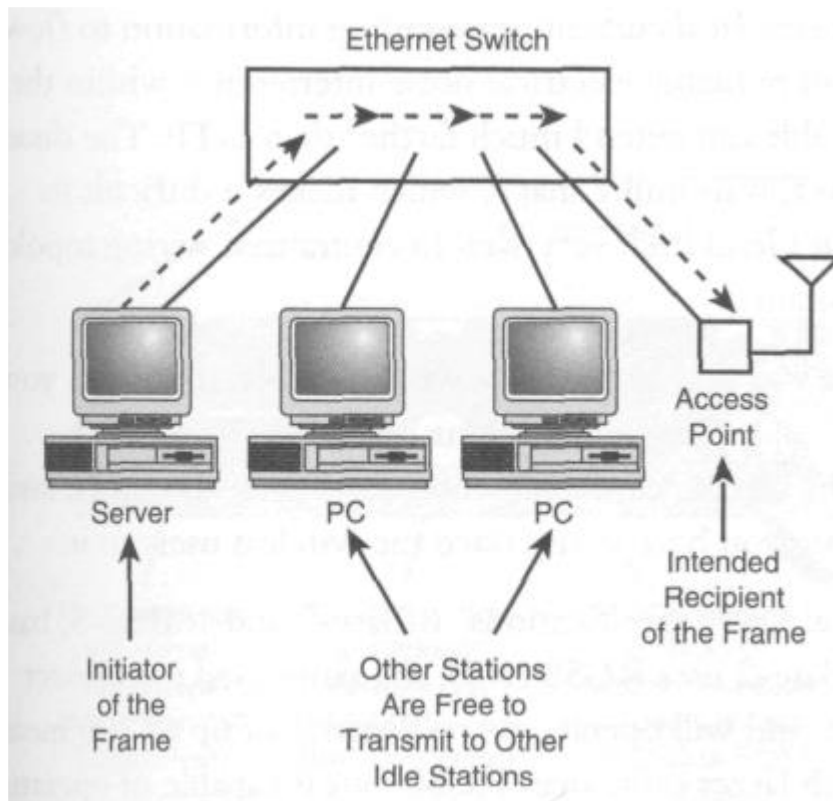 Ethernet Switch
Server
PC
PC
Access
Point
Initiator
of the
Frame
Other Stations
Are Free to
Transmit to Other
Idle Stations
Intended
Recipient
of the Frame